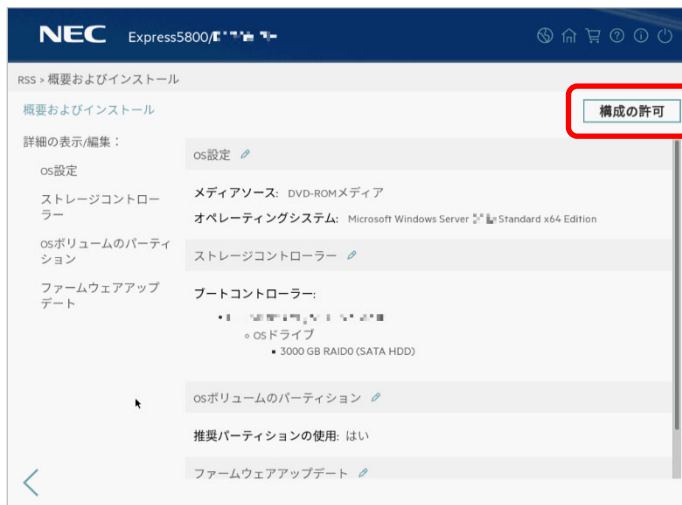 NEC Express5800/
RSS > 概要およびインストール
概要およびインストール
構成の許可
詳細の表示/編集：
OS設定
ストレージコントロー
ラー
OSボリュームのパーティ
ション
ファームウェアアップ
デート
OS設定
メディアソース: DVD-ROMメディア
オペレーティングシステム: Microsoft Windows Server Standard x64 Edition
ストレージコントローラー
ブートコントローラー:
OSドライブ
3000 GB RAID0 (SATA HDD)
OSボリュームのパーティション
推奨パーティションの使用: はい
ファームウェアアップデート